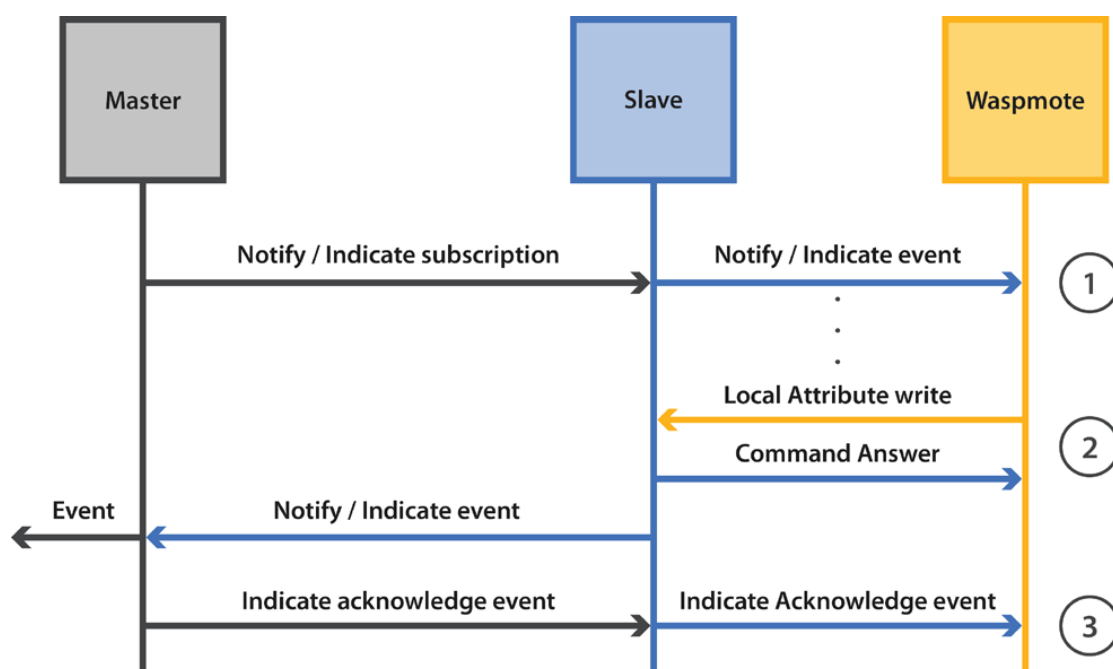 Master
Slave
Waspmote
Notify / Indicate subscription
Notify / Indicate event
1
Local Attribute write
Command Answer
2
Event
Notify / Indicate event
Indicate acknowledge event
Indicate Acknowledge event
3